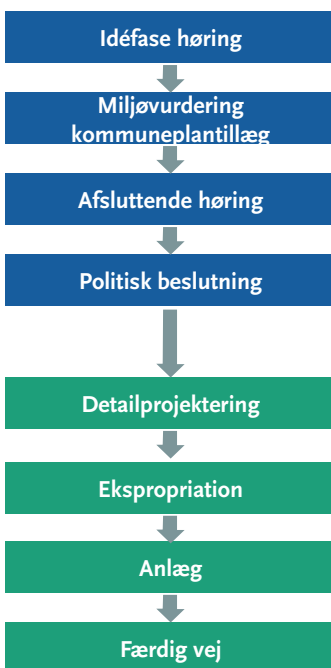 Idéfase høring
Miljøvurdering
kommuneplantillæg
Afsluttende høring
Politisk beslutning
Detailprojektering
Ekspropriation
Anlæg
Færdig vej